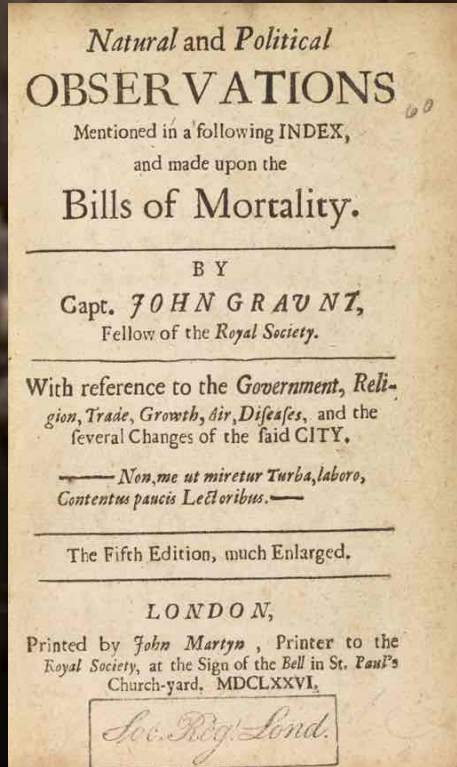 Natural and Political
OBSERVATIONS
60
Mentioned in a following INDEX,
and made upon the
Bills of Mortality.
BY
Capt. JOHN GRAUNT,
Fellow of the Royal Society.
With reference to the Government, Reli-
gion, Trade, Growth, Air, Diſeaſes, and the
ſeveral Changes of the ſaid CITY.
—— Non, me ut miretur Turba, laboro,
Contentus paucis Lectoribus. ——
The Fifth Edition, much Enlarged.
LONDON,
Printed by John Martyn, Printer to the
Royal Society, at the Sign of the Bell in St. Paul's
Church-yard. MDCLXXVI.
Soc. Reg. Lond.